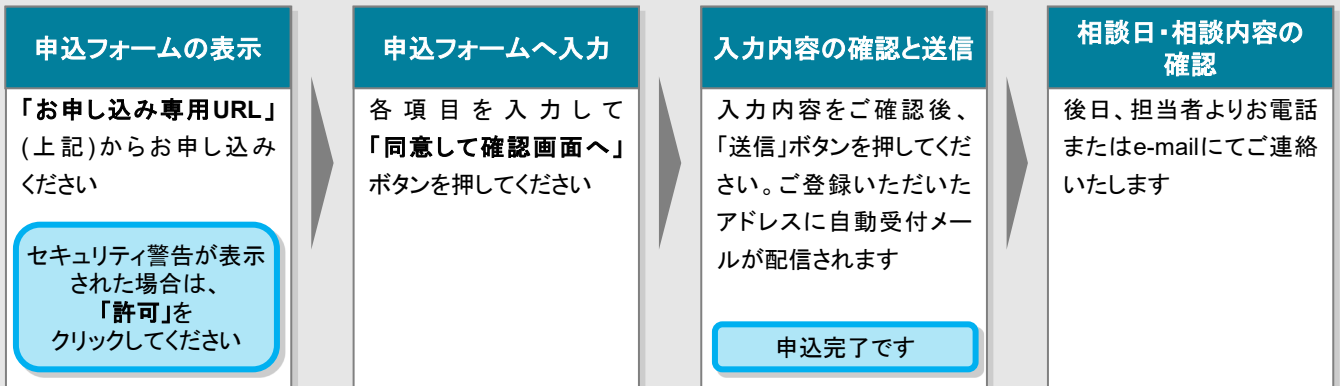 申込フォームの表示
「お申し込み専用URL」
(上記)からお申し込み
ください
セキュリティ警告が表示
された場合は、
「許可」を
クリックしてください
申込フォームへ入力
各項目を入力して
「同意して確認画面へ」
ボタンを押してください
入力内容の確認と送信
入力内容をご確認後、
「送信」ボタンを押してくだ
さい。ご登録いただいた
アドレスに自動受付メー
ルが配信されます
申込完了です
相談日・相談内容の
確認
後日、担当者よりお電話
またはe-mailにてご連絡
いたします